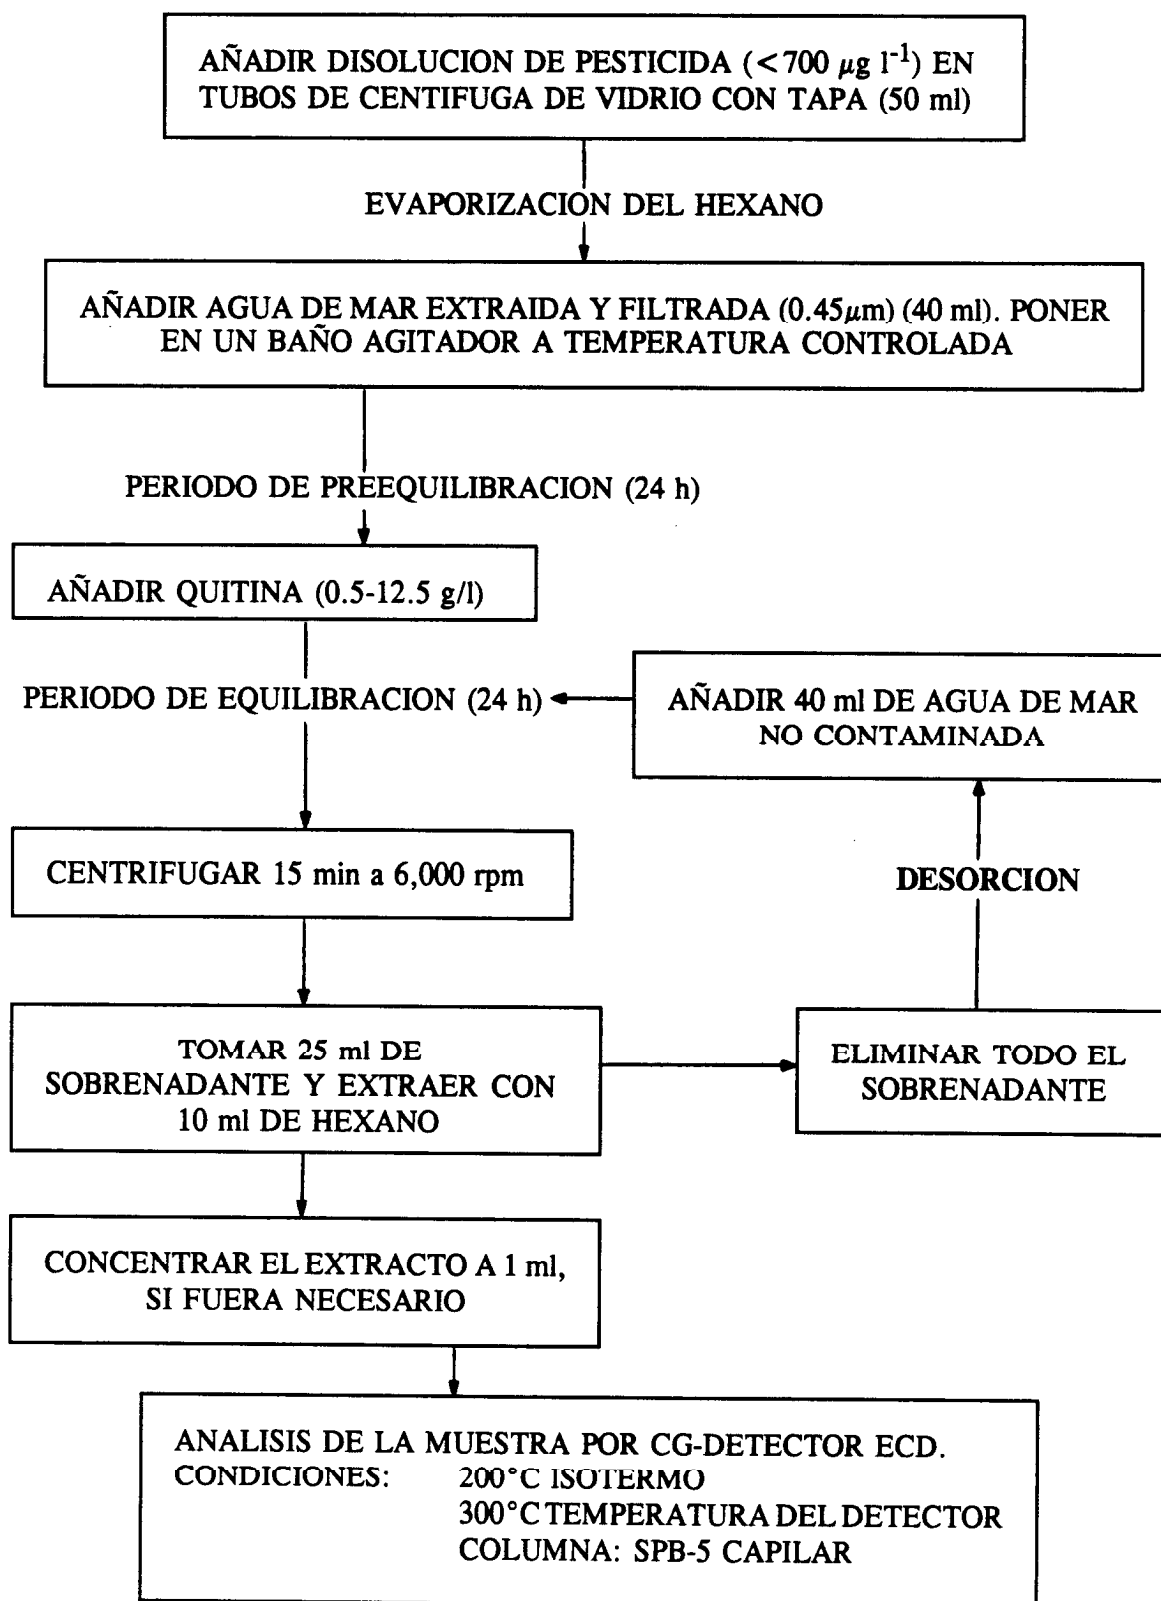 AÑADIR DISOLUCION DE PESTICIDA (<700 µg l⁻¹) EN
TUBOS DE CENTIFUGA DE VIDRIO CON TAPA (50 ml)
EVAPORIZACION DEL HEXANO
AÑADIR AGUA DE MAR EXTRAIDA Y FILTRADA (0.45µm) (40 ml). PONER
EN UN BAÑO AGITADOR A TEMPERATURA CONTROLADA
PERIODO DE PREEQUILIBRACION (24 h)
AÑADIR QUITINA (0.5-12.5 g/l)
PERIODO DE EQUILIBRACION (24 h)
AÑADIR 40 ml DE AGUA DE MAR
NO CONTAMINADA
CENTRIFUGAR 15 min a 6,000 rpm
DESORCION
TOMAR 25 ml DE
SOBRENADANTE Y EXTRAER CON
10 ml DE HEXANO
ELIMINAR TODO EL
SOBRENADANTE
CONCENTRAR EL EXTRACTO A 1 ml,
SI FUERA NECESARIO
ANALISIS DE LA MUESTRA POR CG-DETECTOR ECD.
CONDICIONES: 200°C ISOTERMO
300°C TEMPERATURA DEL DETECTOR
COLUMNA: SPB-5 CAPILAR